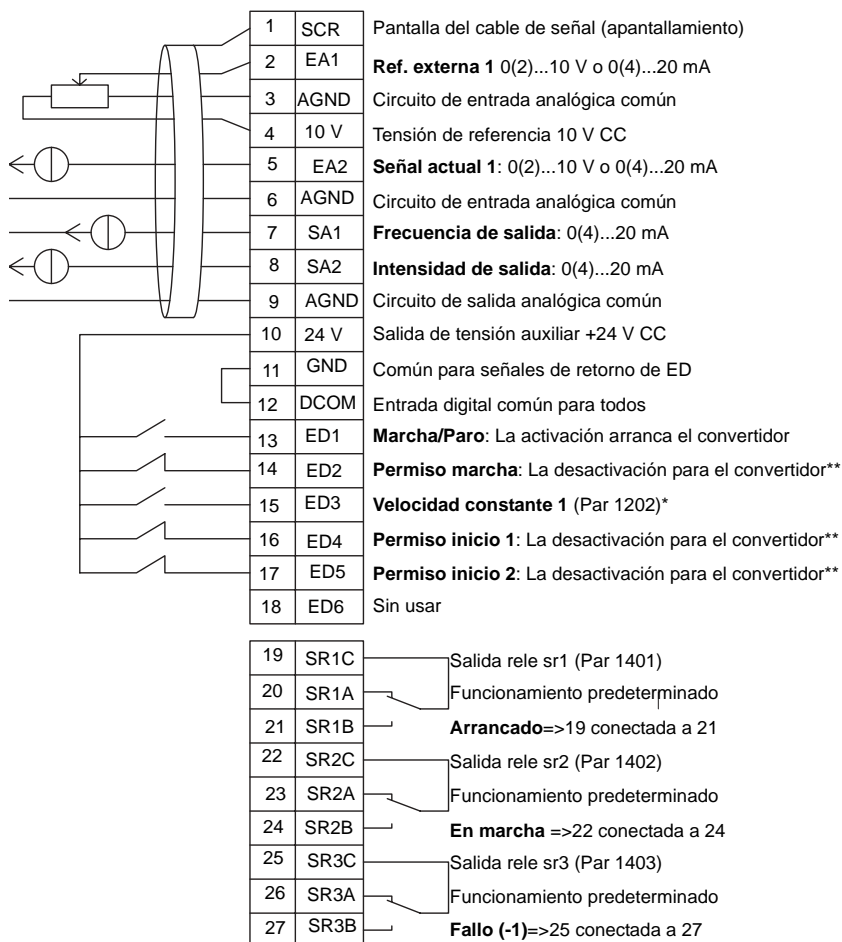 1 SCR Pantalla del cable de señal (apantallamiento)
2 EA1 Ref. externa 1 0(2)...10 V o 0(4)...20 mA
3 AGND Circuito de entrada analógica común
4 10 V Tensión de referencia 10 V CC
5 EA2 Señal actual 1: 0(2)...10 V o 0(4)...20 mA
6 AGND Circuito de entrada analógica común
7 SA1 Frecuencia de salida: 0(4)...20 mA
8 SA2 Intensidad de salida: 0(4)...20 mA
9 AGND Circuito de salida analógica común
10 24 V Salida de tensión auxiliar +24 V CC
11 GND Común para señales de retorno de ED
12 DCOM Entrada digital común para todos
13 ED1 Marcha/Paro: La activación arranca el convertidor
14 ED2 Permiso marcha: La desactivación para el convertidor**
15 ED3 Velocidad constante 1 (Par 1202)*
16 ED4 Permiso inicio 1: La desactivación para el convertidor**
17 ED5 Permiso inicio 2: La desactivación para el convertidor**
18 ED6 Sin usar
19 SR1C Salida rele sr1 (Par 1401)
20 SR1A Funcionamiento predeterminado
21 SR1B Arrancado=>19 conectada a 21
22 SR2C Salida rele sr2 (Par 1402)
23 SR2A Funcionamiento predeterminado
24 SR2B En marcha =>22 conectada a 24
25 SR3C Salida rele sr3 (Par 1403)
26 SR3A Funcionamiento predeterminado
27 SR3B Fallo (-1)=>25 conectada a 27